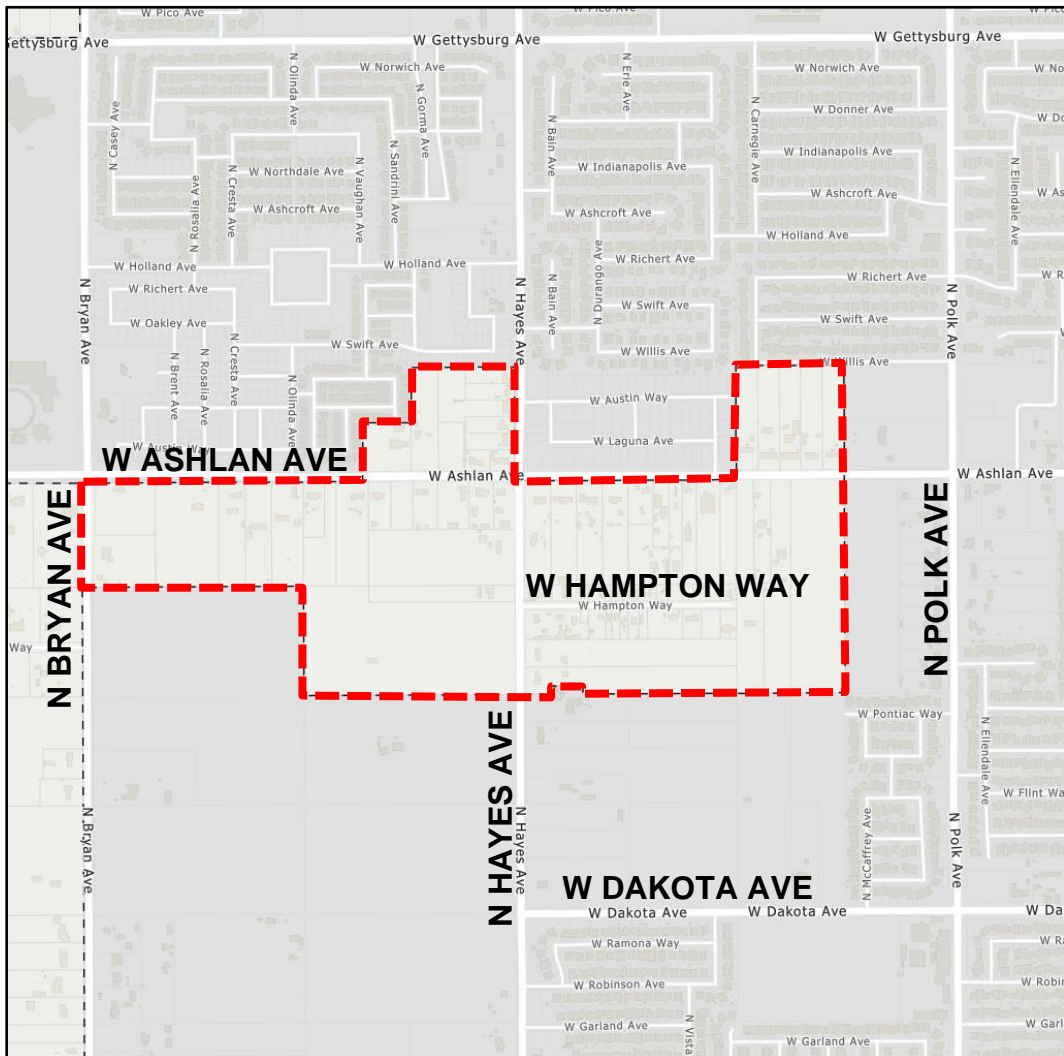 W Pico Ave
W Pico Ave
Gettysburg Ave
W Gettysburg Ave
W Gettysburg Ave
N Olinda Ave
W Norwich Ave
N Erie Ave
W Norwich Ave
N Casey Ave
N Gorma Ave
N Carnegie Ave
W Donner Ave
N Bain Ave
N Sandrini Ave
W Indianapolis Ave
W Indianapolis Ave
N Ellendale Ave
N Rosalia Ave
N Cresta Ave
W Northdale Ave
N Vaughan Ave
W Ashcroft Ave
W Ashcroft Ave
W Ashcroft Ave
W Holland Ave
W Holland Ave
W Holland Ave
N Durango Ave
W Richert Ave
N Bryan Ave
W Richert Ave
N Hayes Ave
N Bain Ave
W Richert Ave
N Polk Ave
W Oakley Ave
W Swift Ave
W Swift Ave
W Swift Ave
W Willis Ave
W Willis Ave
N Brent Ave
N Rosalia Ave
N Cresta Ave
N Olinda Ave
W Austin Way
W Austin Way
W Laguna Ave
W ASHLAN AVE
W Ashlan Ave
W Ashlan Ave
N BRYAN AVE
N POLK AVE
W HAMPTON WAY
W Hampton Way
Way
N HAYES AVE
W Pontiac Way
N Ellendale Ave
W Flint Wa
N Bryan Ave
N Hayes Ave
N McCaffrey Ave
N Polk Ave
W DAKOTA AVE
W Dakota Ave
W Dakota Ave
W Da
W Ramona Way
W Ra
W Robinson Ave
W Robin
N Vista
W Garland Ave
W Garland Ave
W Garl